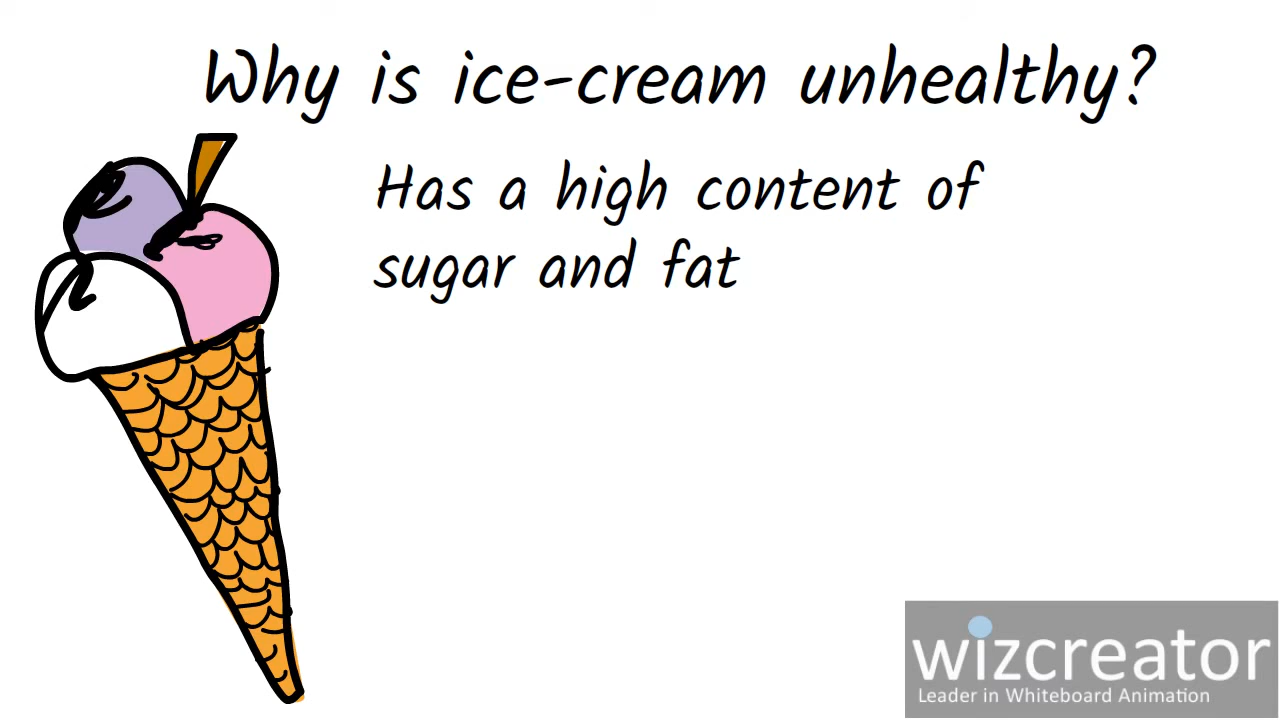 Why is ice-cream unhealthy?
Has a high content of
sugar and fat
wizcreator
Leader in Whiteboard Animation